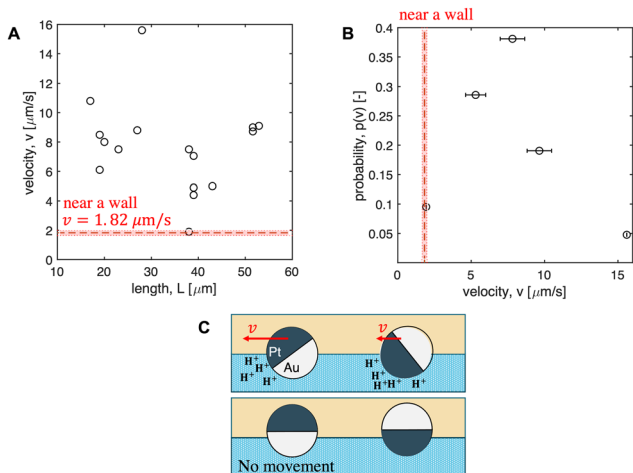 A
16
14
12
10
8
6
4
2
0
velocity, v [μm/s]
near a wall
v = 1.82 μm/s
10
20
30
40
50
60
length, L [μm]
near a wall
B
0.4
0.35
0.3
0.25
0.2
0.15
0.1
0.05
probability, p(v) [-]
0
5
10
15
velocity, v [μm/s]
C
v
Pt
Au
H⁺
H⁺
H⁺
H⁺
v
H⁺
H⁺
H⁺H⁺
H⁺
No movement